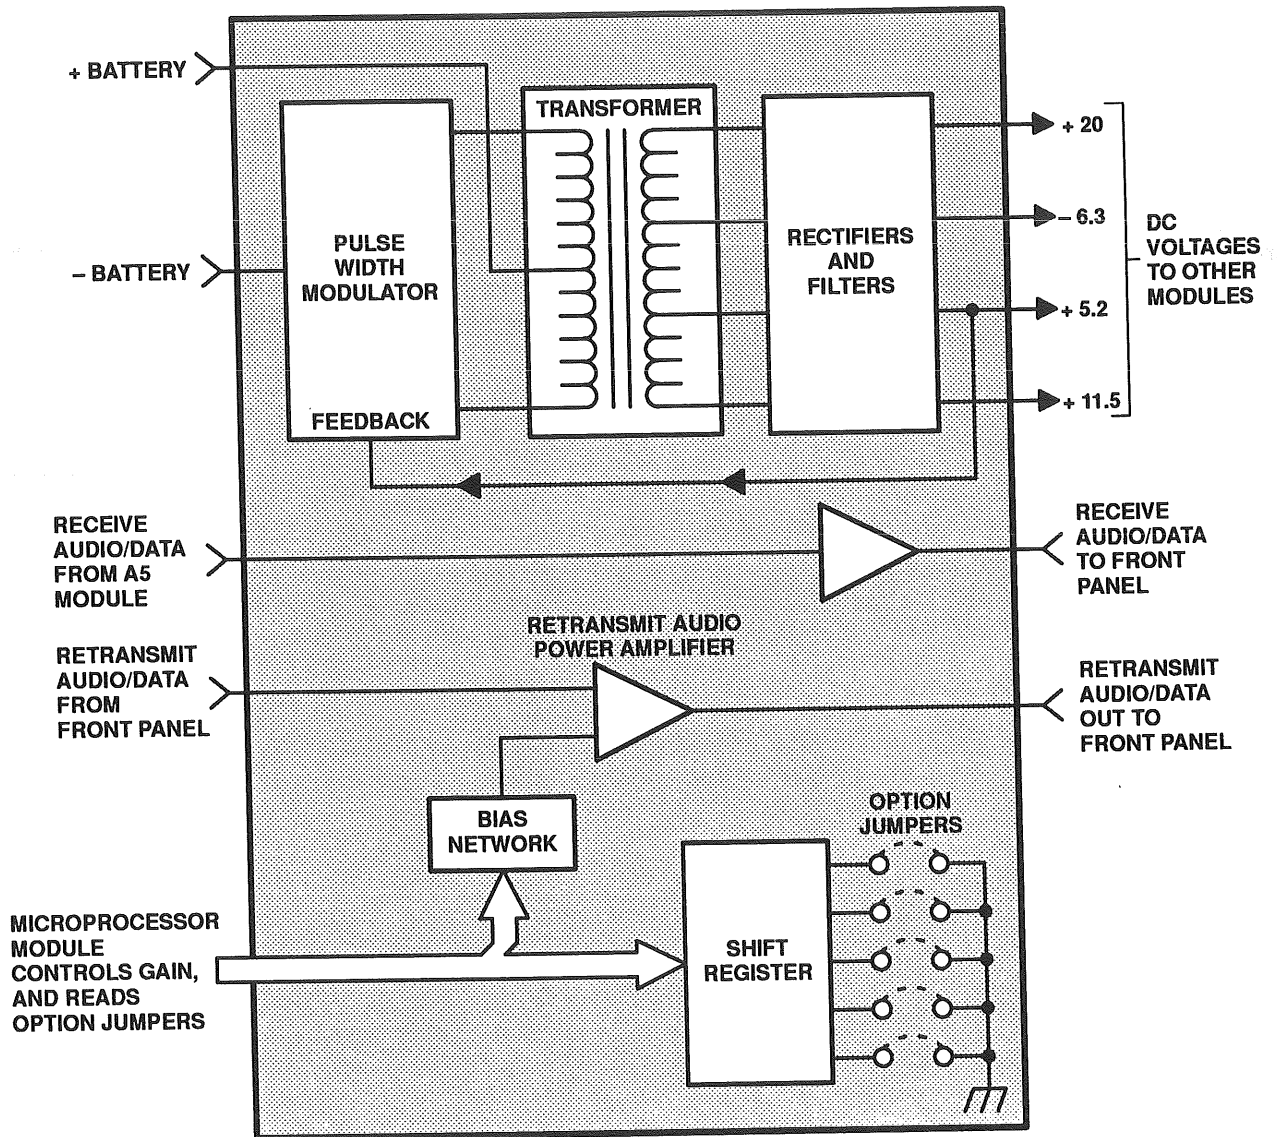 + BATTERY
– BATTERY
PULSE
WIDTH
MODULATOR
FEEDBACK
TRANSFORMER
RECTIFIERS
AND
FILTERS
+ 20
– 6.3
+ 5.2
+ 11.5
DC
VOLTAGES
TO OTHER
MODULES
RECEIVE
AUDIO/DATA
FROM A5
MODULE
RECEIVE
AUDIO/DATA
TO FRONT
PANEL
RETRANSMIT AUDIO
POWER AMPLIFIER
RETRANSMIT
AUDIO/DATA
FROM
FRONT PANEL
RETRANSMIT
AUDIO/DATA
OUT TO
FRONT PANEL
BIAS
NETWORK
OPTION
JUMPERS
SHIFT
REGISTER
MICROPROCESSOR
MODULE
CONTROLS GAIN,
AND READS
OPTION JUMPERS